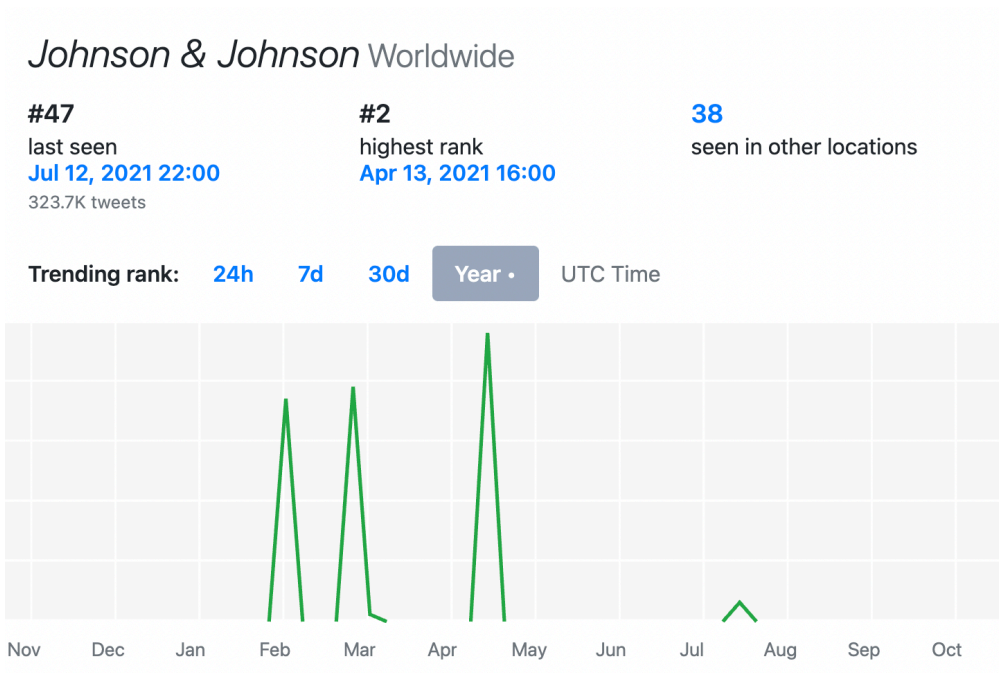 Johnson & Johnson Worldwide
#47
last seen
Jul 12, 2021 22:00
323.7K tweets
#2
highest rank
Apr 13, 2021 16:00
38
seen in other locations
Trending rank: 24h 7d 30d Year • UTC Time
Nov Dec Jan Feb Mar Apr May Jun Jul Aug Sep Oct